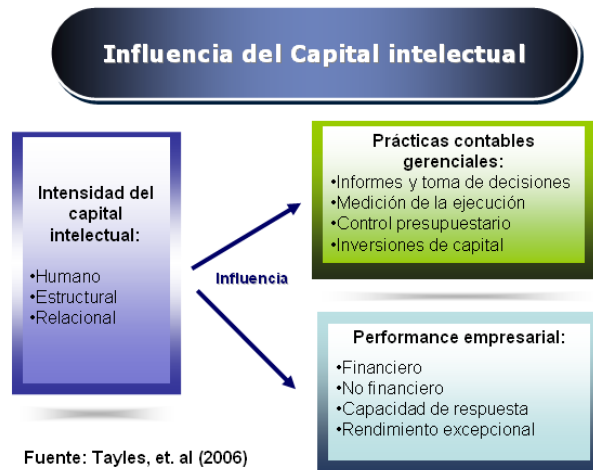 Influencia del Capital intelectual
Intensidad del
capital
intelectual:
•Humano
•Estructural
•Relacional
Influencia
Prácticas contables
gerenciales:
•Informes y toma de decisiones
•Medición de la ejecución
•Control presupuestario
•Inversiones de capital
Performance empresarial:
•Financiero
•No financiero
•Capacidad de respuesta
•Rendimiento excepcional
Fuente: Tayles, et. al (2006)